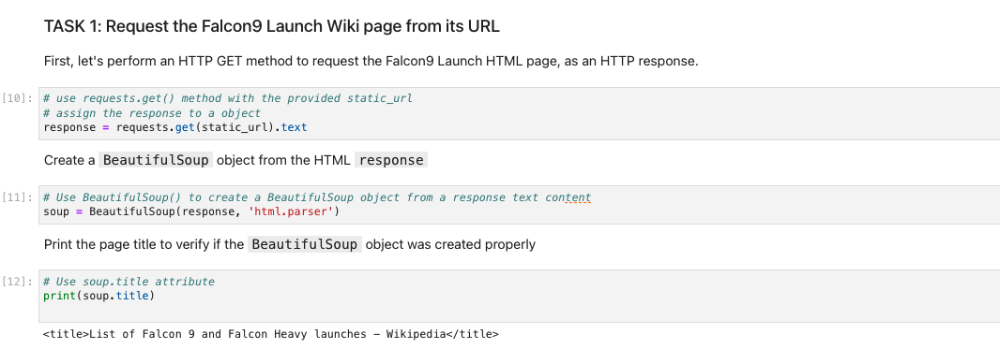 TASK 1: Request the Falcon9 Launch Wiki page from its URL
First, let's perform an HTTP GET method to request the Falcon9 Launch HTML page, as an HTTP response.
[10]: # use requests.get() method with the provided static_url
# assign the response to a object
response = requests.get(static_url).text
Create a BeautifulSoup object from the HTML response
[11]: # Use BeautifulSoup() to create a BeautifulSoup object from a response text content
soup = BeautifulSoup(response, 'html.parser')
Print the page title to verify if the BeautifulSoup object was created properly
[12]: # Use soup.title attribute
print(soup.title)
<title>List of Falcon 9 and Falcon Heavy launches - Wikipedia</title>